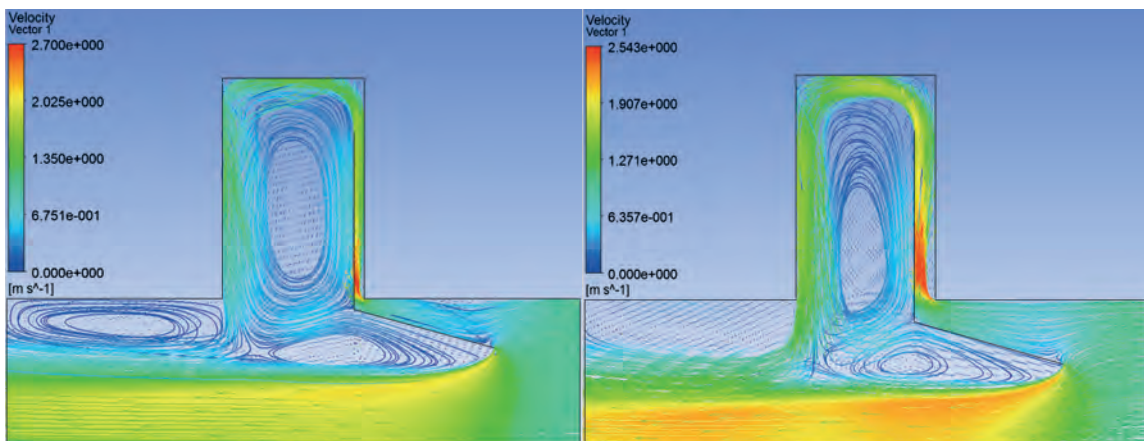 Velocity
Vector 1
2.700e+000
2.025e+000
1.350e+000
6.751e-001
0.000e+000
[m s^-1]
Velocity
Vector 1
2.543e+000
1.907e+000
1.271e+000
6.357e-001
0.000e+000
[m s^-1]